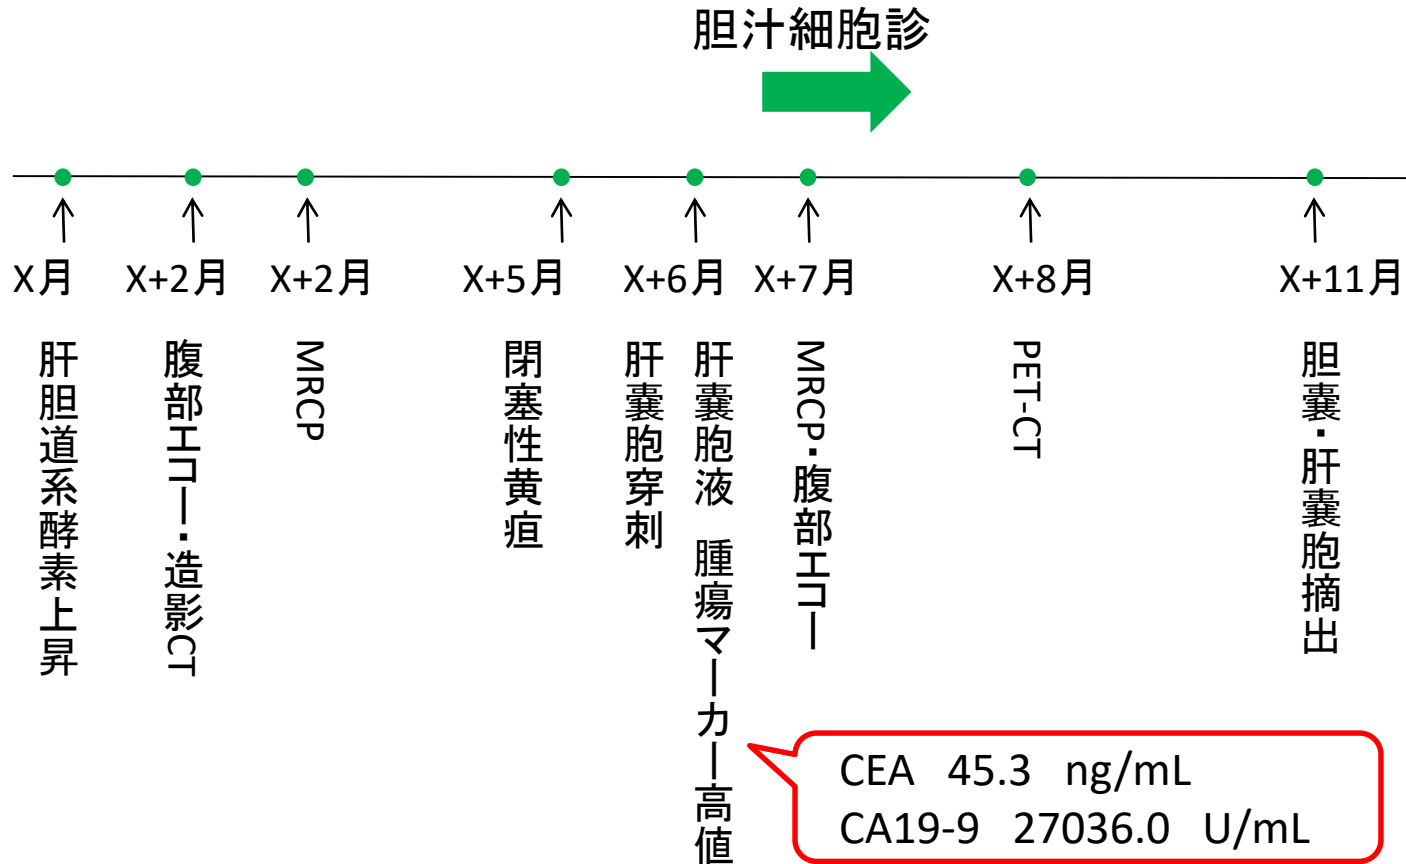 胆汁細胞診
X月
X+2月
X+2月
X+5月
X+6月
X+7月
X+8月
X+11月
肝胆道系酵素上昇
腹部エコー・造影CT
MRCP
閉塞性黄疸
肝嚢胞穿刺
肝嚢胞液 腫瘍マーカー高値
MRCP・腹部エコー
PET-CT
胆嚢・肝嚢胞摘出
CEA 45.3 ng/mL
CA19-9 27036.0 U/mL